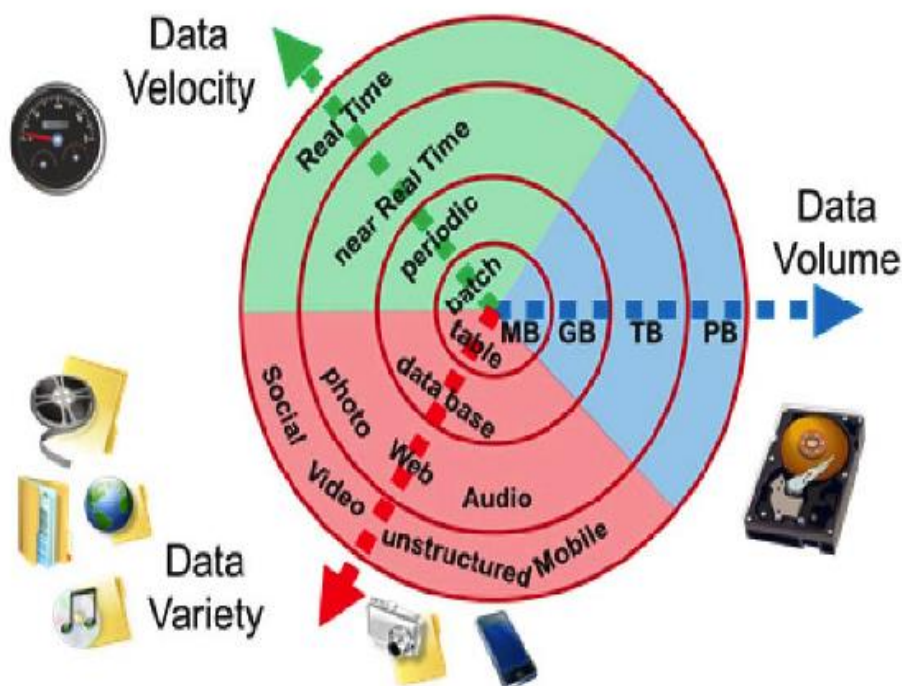 Data
Velocity
Real Time
near Real Time
periodic
batch
Data
Volume
MB GB TB PB
table
data base
photo
Web
Audio
Social
Video
unstructured
Mobile
Data
Variety